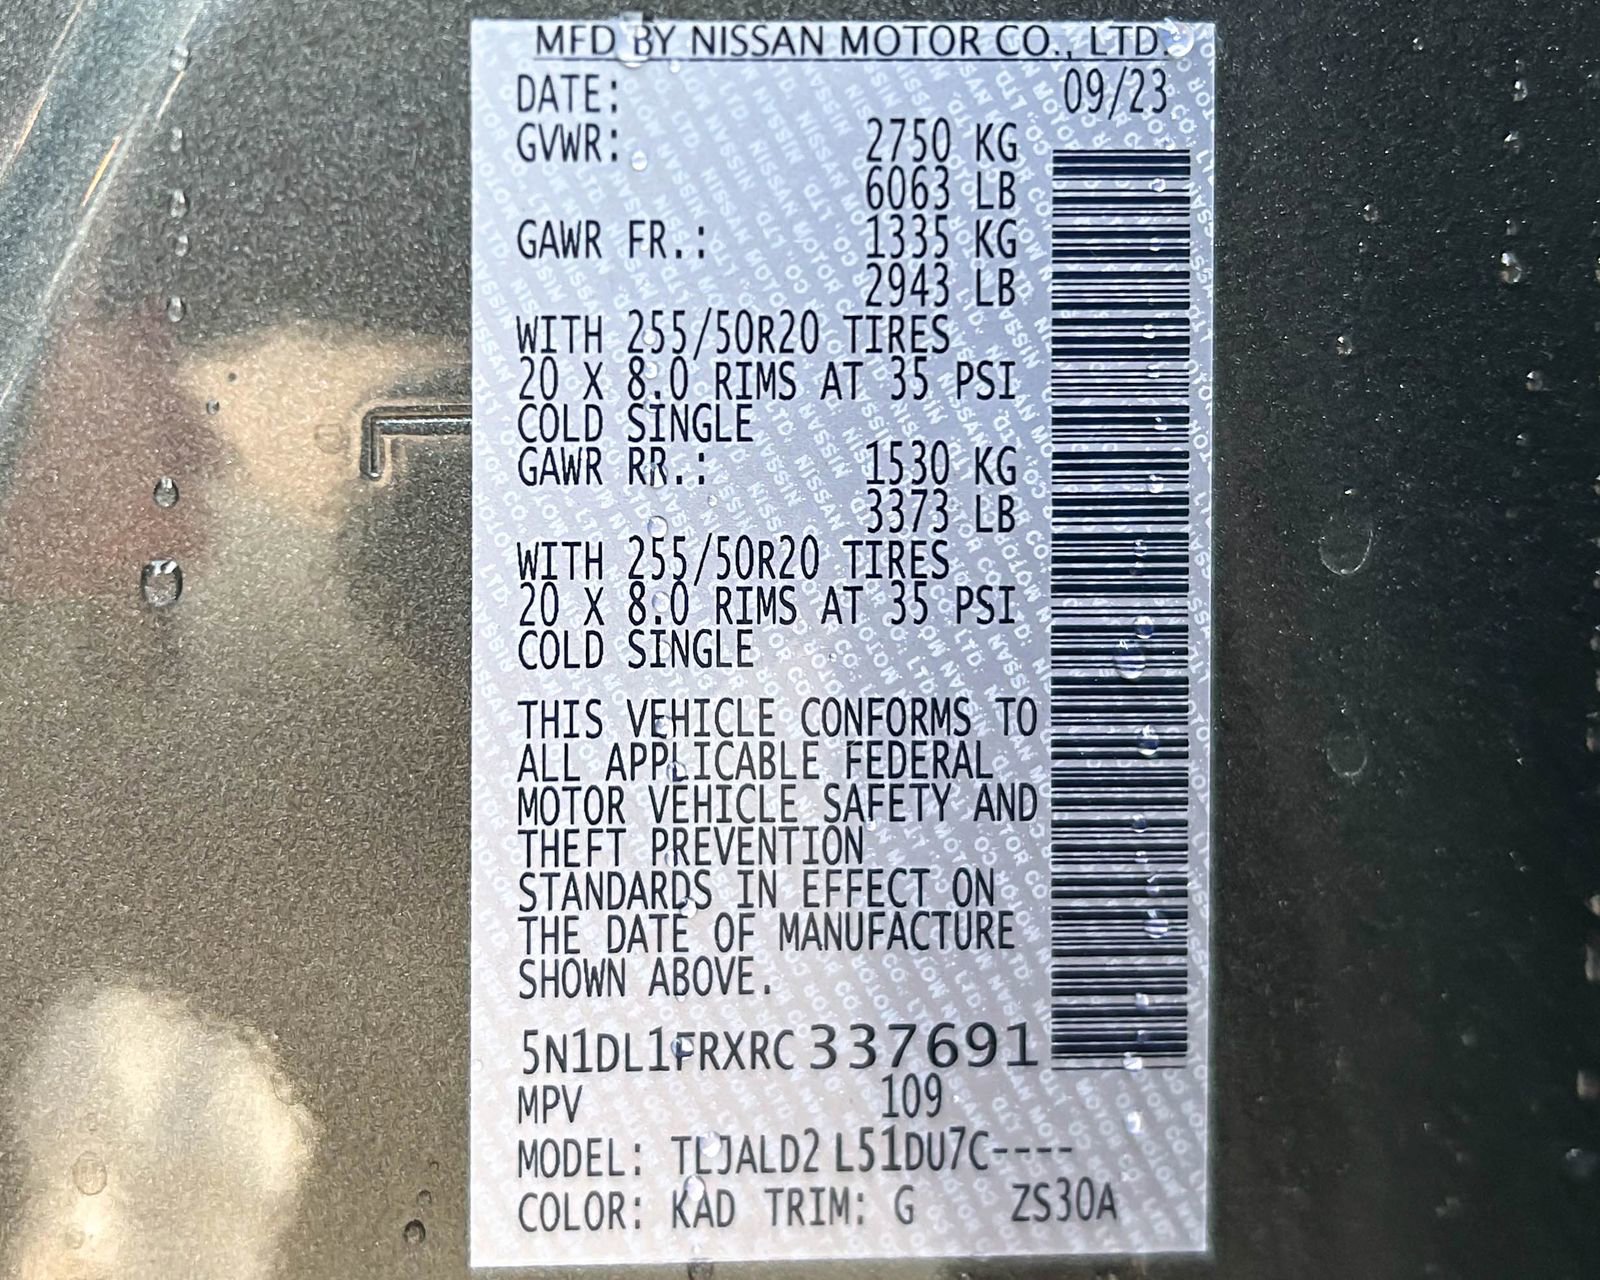 MFD BY NISSAN MOTOR CO., LTD.
DATE: 09/23
GVWR: 2750 KG
6063 LB
GAWR FR.: 1335 KG
2943 LB
WITH 255/50R20 TIRES
20 X 8.0 RIMS AT 35 PSI
COLD SINGLE
GAWR RR.: 1530 KG
3373 LB
WITH 255/50R20 TIRES
20 X 8.0 RIMS AT 35 PSI
COLD SINGLE
THIS VEHICLE CONFORMS TO
ALL APPLICABLE FEDERAL
MOTOR VEHICLE SAFETY AND
THEFT PREVENTION
STANDARDS IN EFFECT ON
THE DATE OF MANUFACTURE
SHOWN ABOVE.
5N1DL1FRXRC337691
MPV 109
MODEL: TLJALD2 L51DU7C----
COLOR: KAD TRIM: G ZS30A